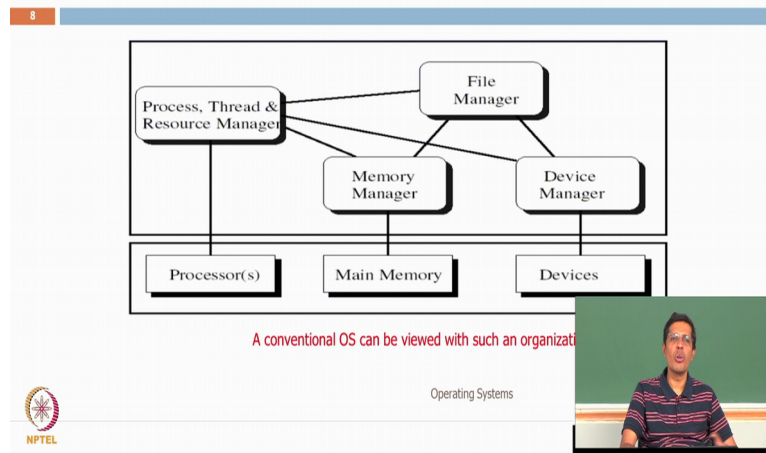 8
File
Manager
Process, Thread &
Resource Manager
Memory
Manager
Device
Manager
Processor(s)
Main Memory
Devices
A conventional OS can be viewed with such an
Operating Systems
NPTEL